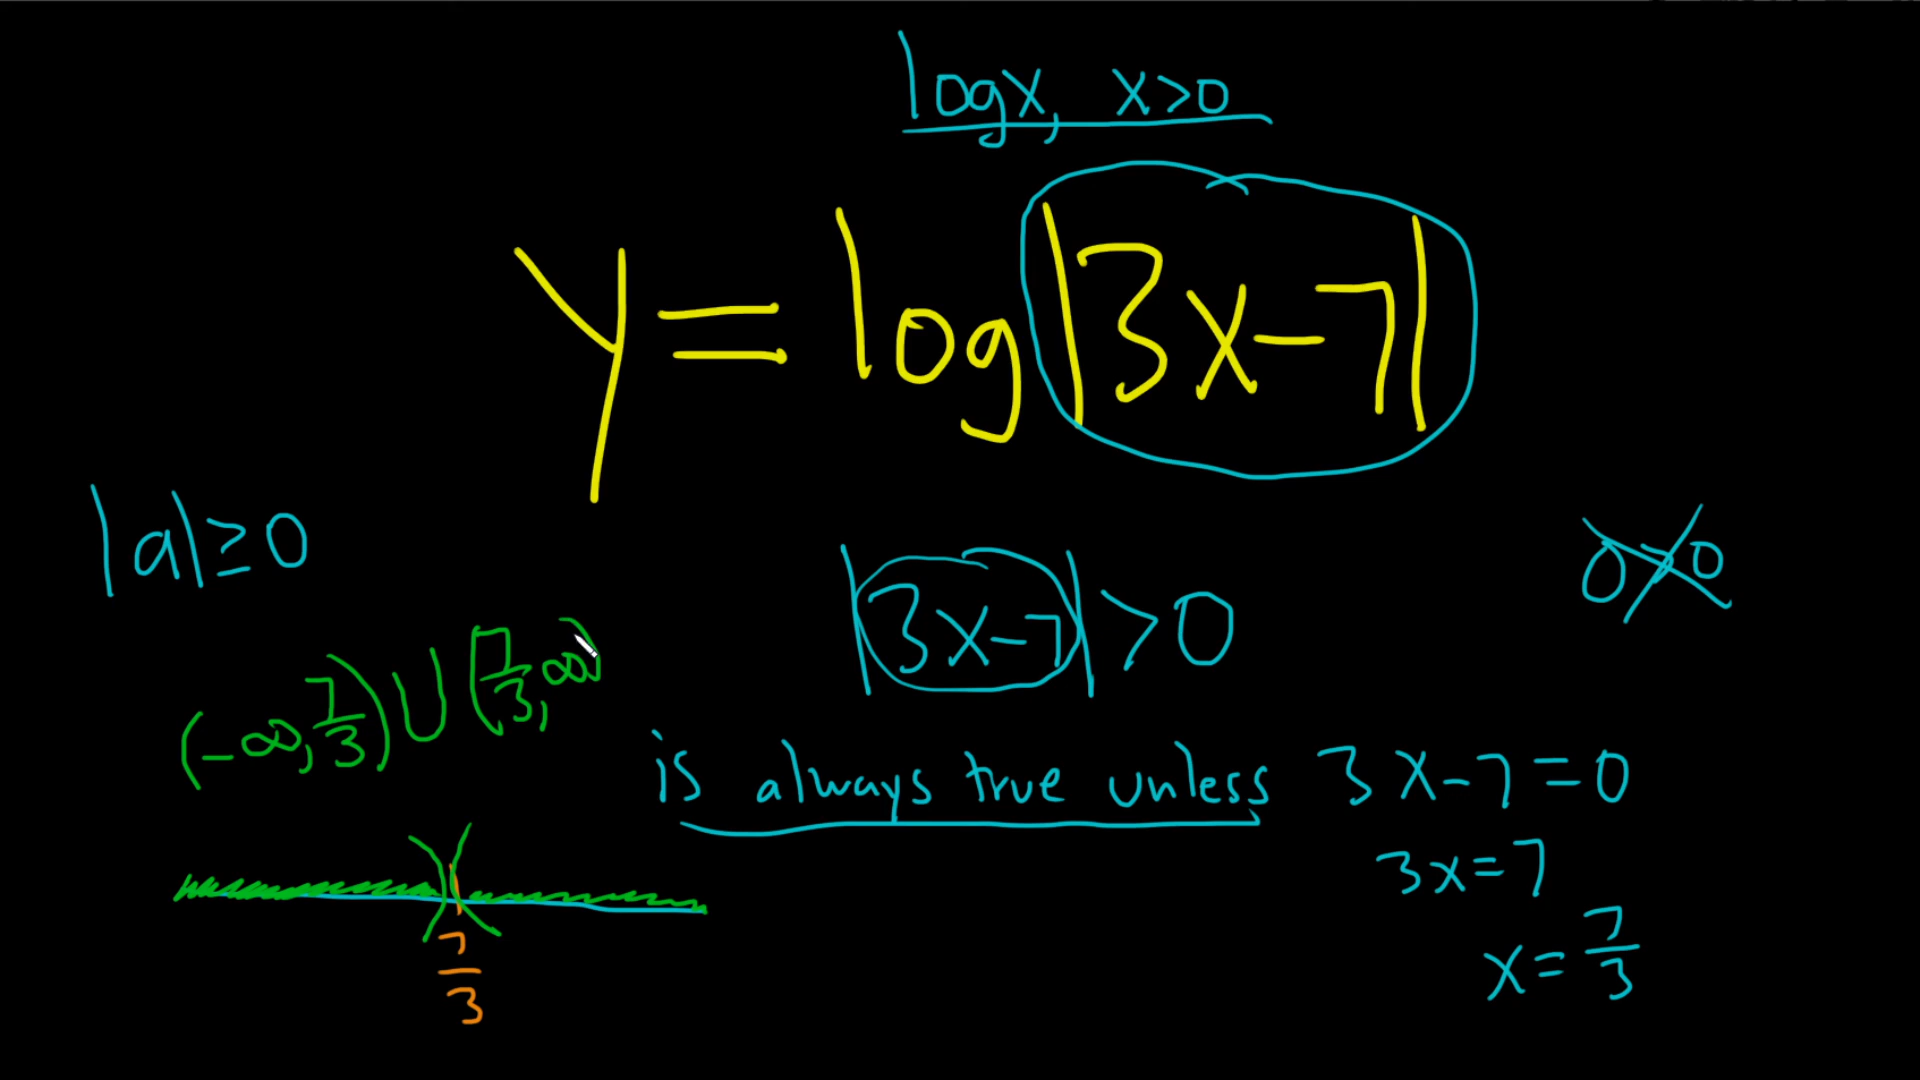 log x, x>0
y = log|3x-7|
|a| ≥ 0
0>0
|3x-7| > 0
(-∞, 7/3) ∪ (7/3, ∞)
is always true unless 3x-7=0
3x=7
x=7/3
7/3